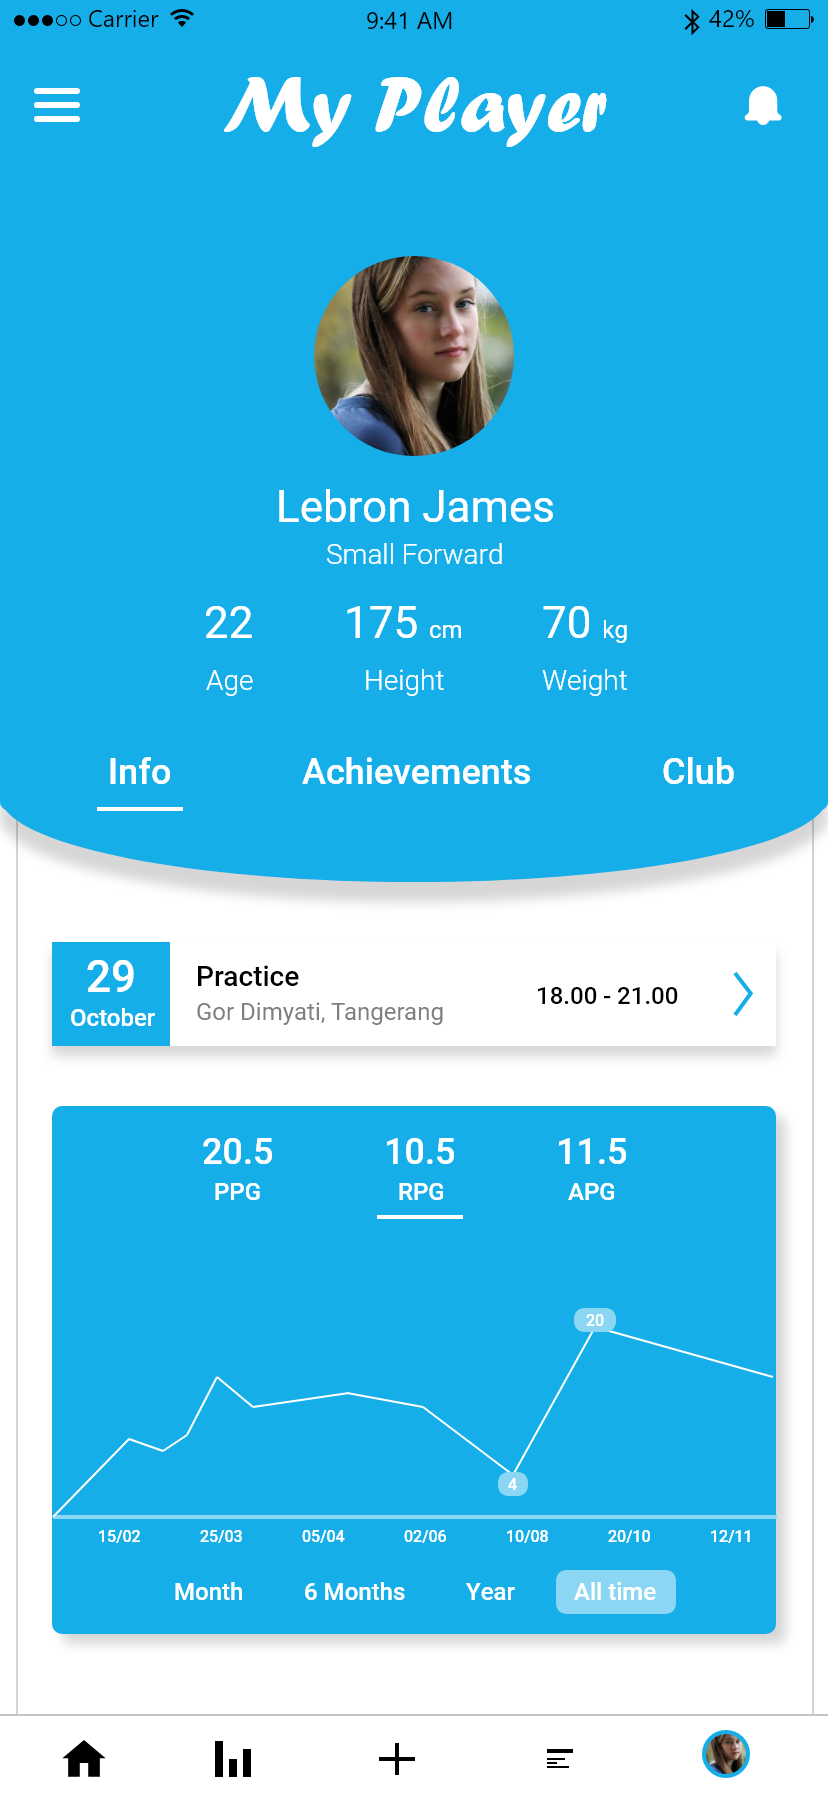 Carrier 9:41 AM 42%
My Player
Lebron James
Small Forward
22 175 cm 70 kg
Age Height Weight
Info Achievements Club
29
October
Practice
Gor Dimyati, Tangerang
18.00 - 21.00
20.5 10.5 11.5
PPG RPG APG
20
4
15/02 25/03 05/04 02/06 10/08 20/10 12/11
Month 6 Months Year All time